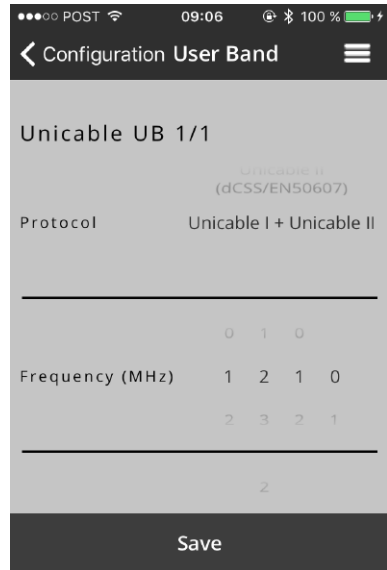 POST 09:06 100 %
Configuration User Band
Unicable UB 1/1
Unicable II
(dCSS/EN50607)
Protocol Unicable I + Unicable II
0 1 0
Frequency (MHz) 1 2 1 0
2 3 2 1
2
Save